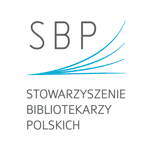 SBP
STOWARZYSZENIE
BIBLIOTEKARZY
POLSKICH